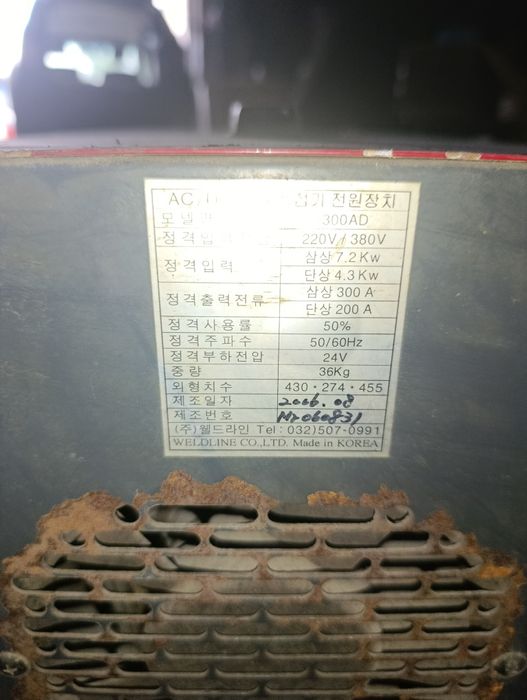 AC/ 접기 전원장치
모델 300AD
정격입 220V / 380V
정격입력 삼상 7.2 Kw
단상 4.3 Kw
정격출력전류 삼상 300 A
단상 200 A
정격사용률 50%
정격주파수 50/60Hz
정격부하전압 24V
중량 36Kg
외형치수 430 · 274 · 455
제조일자 2006. 08
제조번호
(주) 웰드라인 Tel : 032)507-0991
WELDLINE CO.,LTD. Made in KOREA